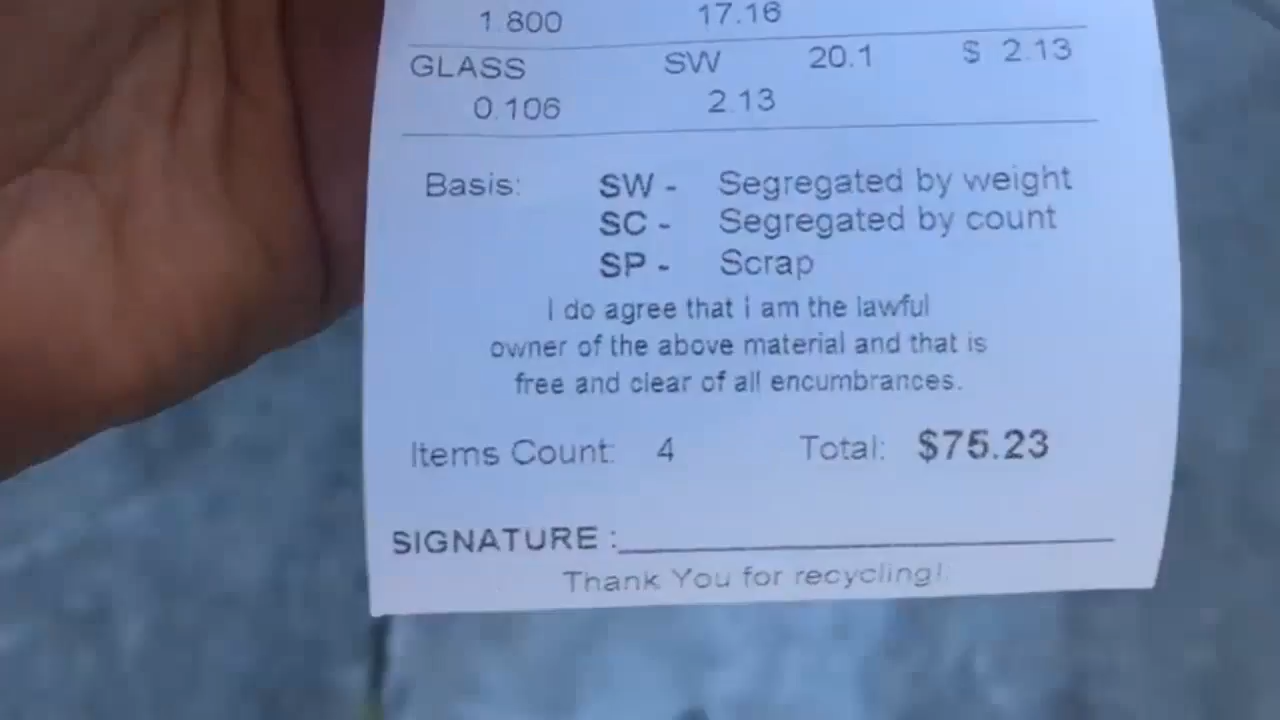 1.800 17.16
GLASS SW 20.1 $ 2.13
0.106 2.13
Basis: SW - Segregated by weight
SC - Segregated by count
SP - Scrap
I do agree that i am the lawful
owner of the above material and that is
free and clear of all encumbrances.
Items Count: 4 Total: $75.23
SIGNATURE :
Thank You for recycling!